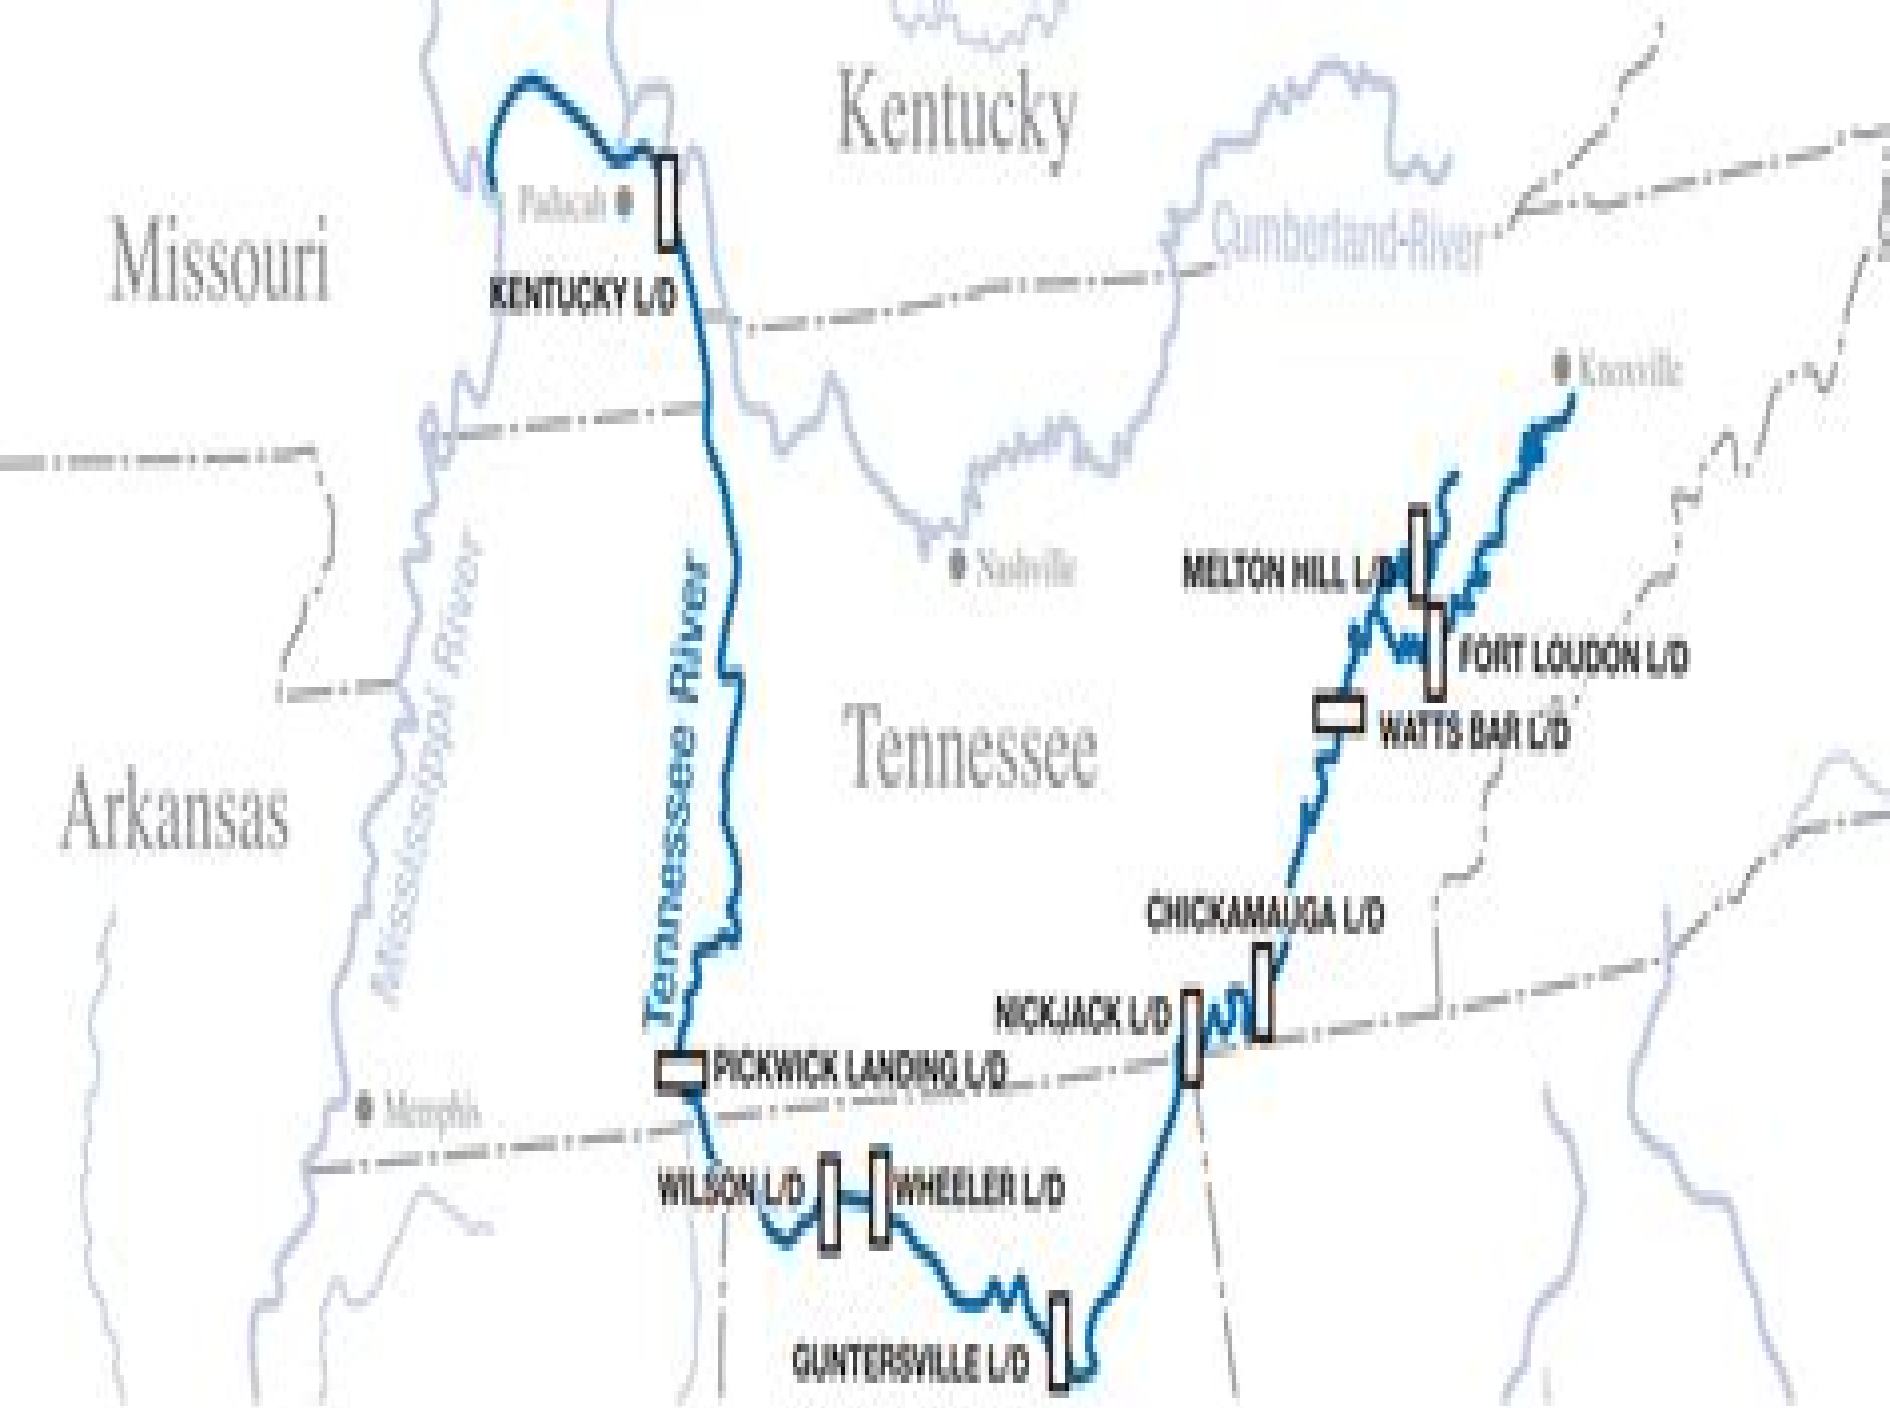 Kentucky
Paducah
Missouri
Cumberland-River
KENTUCKY L/D
Knoxville
Nashville
MELTON HILL L/D
FORT LOUDON L/D
WATTS BAR L/D
Mississippi River
Tennessee River
Tennessee
Arkansas
CHICKAMAUGA L/D
NICKJACK L/D
PICKWICK LANDING L/D
Memphis
WILSON L/D
WHEELER L/D
GUNTERSVILLE L/D